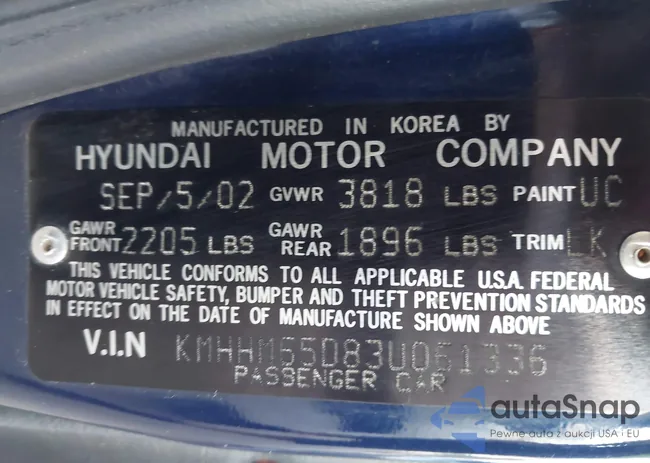 MANUFACTURED IN KOREA BY
HYUNDAI MOTOR COMPANY
SEP/5/02 GVWR 3818 LBS PAINT UC
GAWR FRONT 2205 LBS GAWR REAR 1896 LBS TRIM LK
THIS VEHICLE CONFORMS TO ALL APPLICABLE U.S.A. FEDERAL
MOTOR VEHICLE SAFETY, BUMPER AND THEFT PREVENTION STANDARDS
IN EFFECT ON THE DATE OF MANUFACTURE SHOWN ABOVE
V.I.N KMHHM55D83U061336
PASSENGER CAR
autaSnap
Pewne auta z aukcji USA i EU